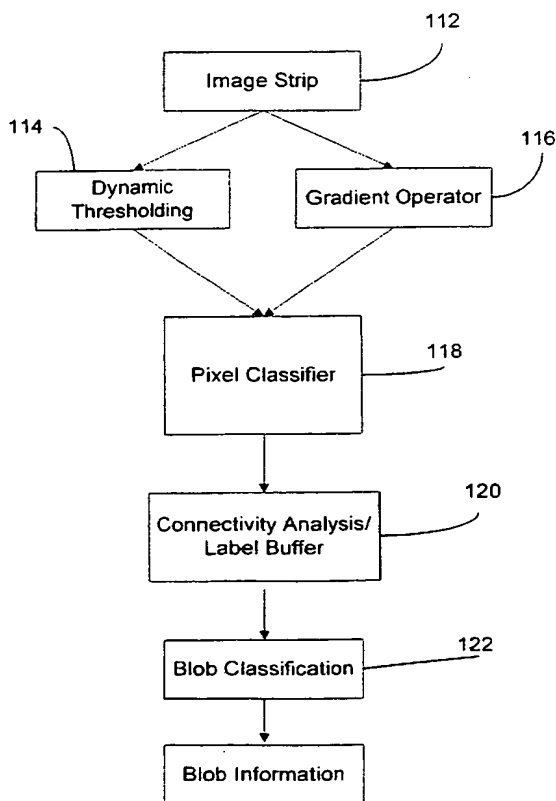 112
Image Strip
114
116
Dynamic
Thresholding
Gradient Operator
118
Pixel Classifier
120
Connectivity Analysis/
Label Buffer
122
Blob Classification
Blob Information